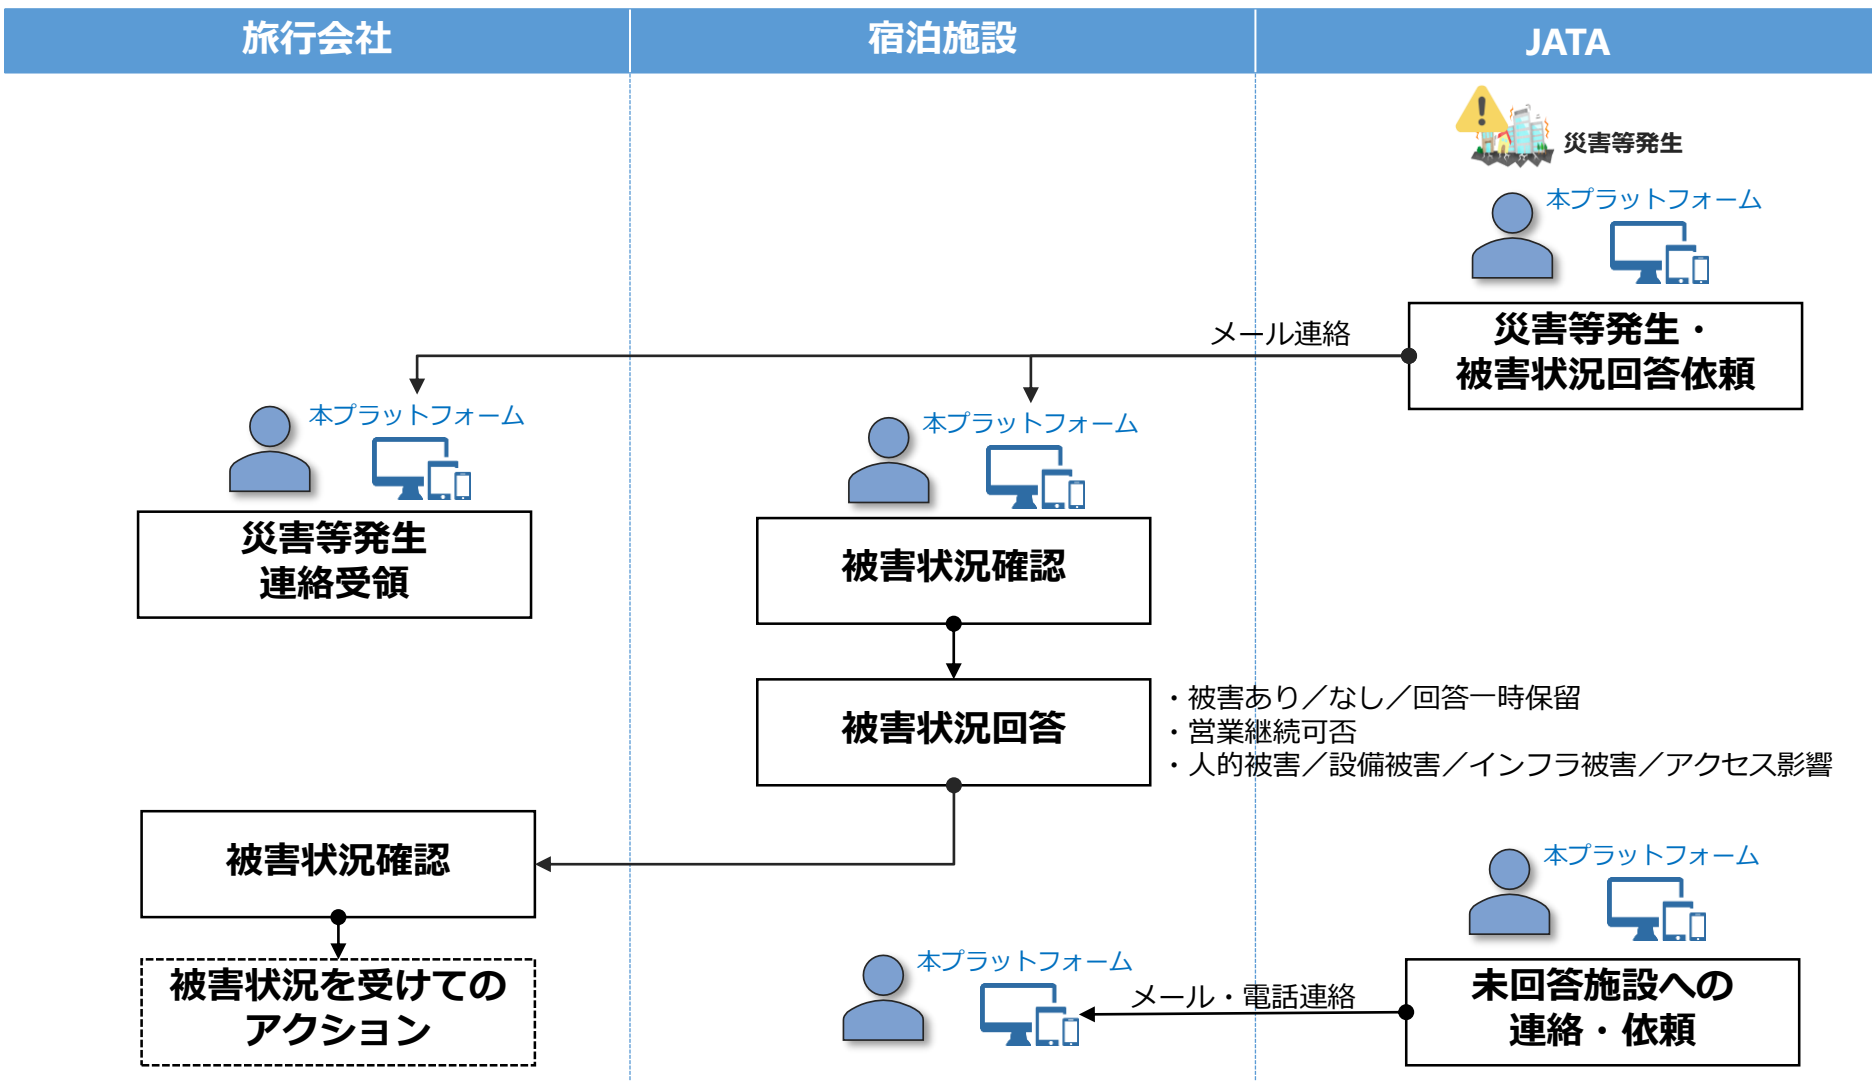 旅行会社
宿泊施設
JATA
災害等発生
本プラットフォーム
災害等発生・
被害状況回答依頼
メール連絡
本プラットフォーム
災害等発生
連絡受領
本プラットフォーム
被害状況確認
被害状況回答
・被害あり／なし／回答一時保留
・営業継続可否
・人的被害／設備被害／インフラ被害／アクセス影響
被害状況確認
被害状況を受けての
アクション
本プラットフォーム
未回答施設への
連絡・依頼
メール・電話連絡
本プラットフォーム